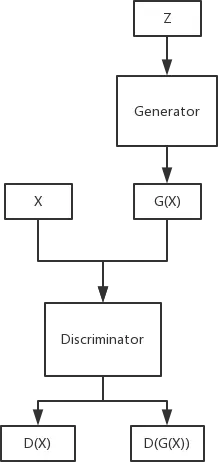 Z
Generator
X
G(X)
Discriminator
D(X)
D(G(X))